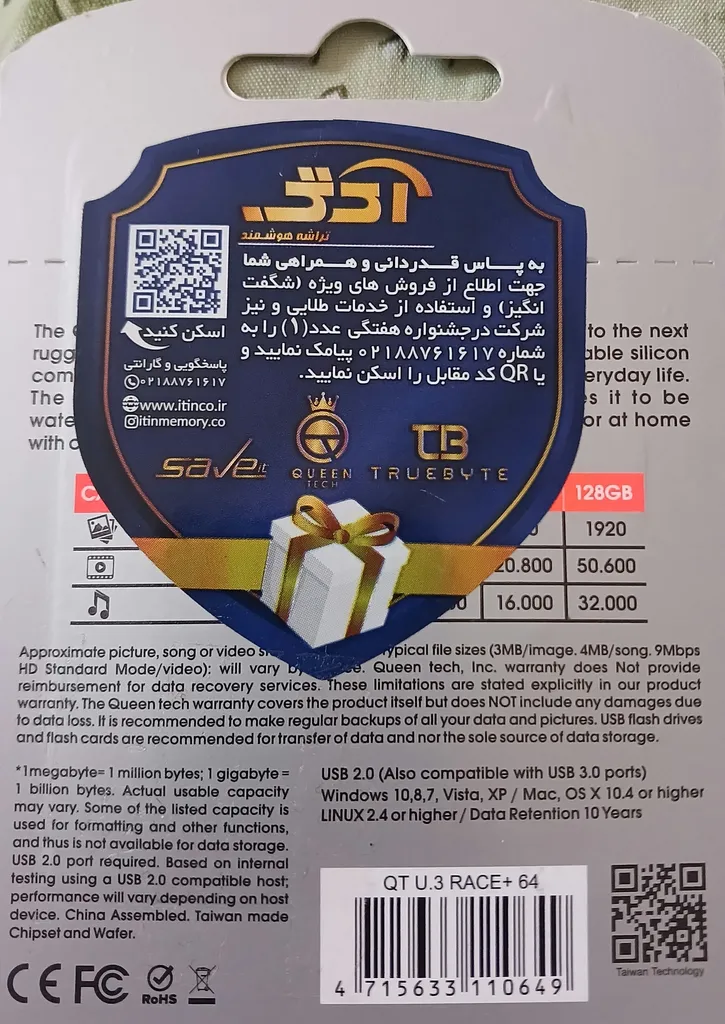 تراشه هوشمند
به پـــاس قــدردانی و هـــمراهی شما
جهت اطلاع از فروش های ویژه (شگفت
انگیز) و استفاده از خدمات طلایی و نیز
شرکت درجشنواره هفتگی عدد(۱) را به
شماره ۰۲۱۸۸۷۶۱۶۱۷ پیامک نمایید و
یا QR کد مقابل را اسکن نمایید.
اسکن کنید
پاسخگویی و گارانتی
۰۲۱۸۸۷۶۱۶۱۷
www.itinco.ir
itinmemory.co
save it
QUEEN
TECH
TB
TRUEBYTE
The to the next
rugg able silicon
com eryday life.
The es it to be
wate or at home
with
128GB
1920
20.800 50.600
16.000 32.000
Approximate picture, song or video typical file sizes (3MB/image. 4MB/song. 9Mbps
HD Standard Mode/video): will vary by Queen tech, Inc. warranty does Not provide
reimbursement for data recovery services. These limitations are stated explicitly in our product
warranty. The Queen tech warranty covers the product itself but does NOT include any damages due
to data loss. It is recommended to make regular backups of all your data and pictures. USB flash drives
and flash cards are recommended for transfer of data and nor the sole source of data storage.
*1megabyte= 1 million bytes; 1 gigabyte =
1 billion bytes. Actual usable capacity
may vary. Some of the listed capacity is
used for formatting and other functions,
and thus is not available for data storage.
USB 2.0 port required. Based on internal
testing using a USB 2.0 compatible host;
performance will vary depending on host
device. China Assembled. Taiwan made
Chipset and Wafer.
USB 2.0 (Also compatible with USB 3.0 ports)
Windows 10,8,7, Vista, XP / Mac, OS X 10.4 or higher
LINUX 2.4 or higher / Data Retention 10 Years
QT U.3 RACE+ 64
4 715633 110649
Taiwan Technology
CE FC RoHS